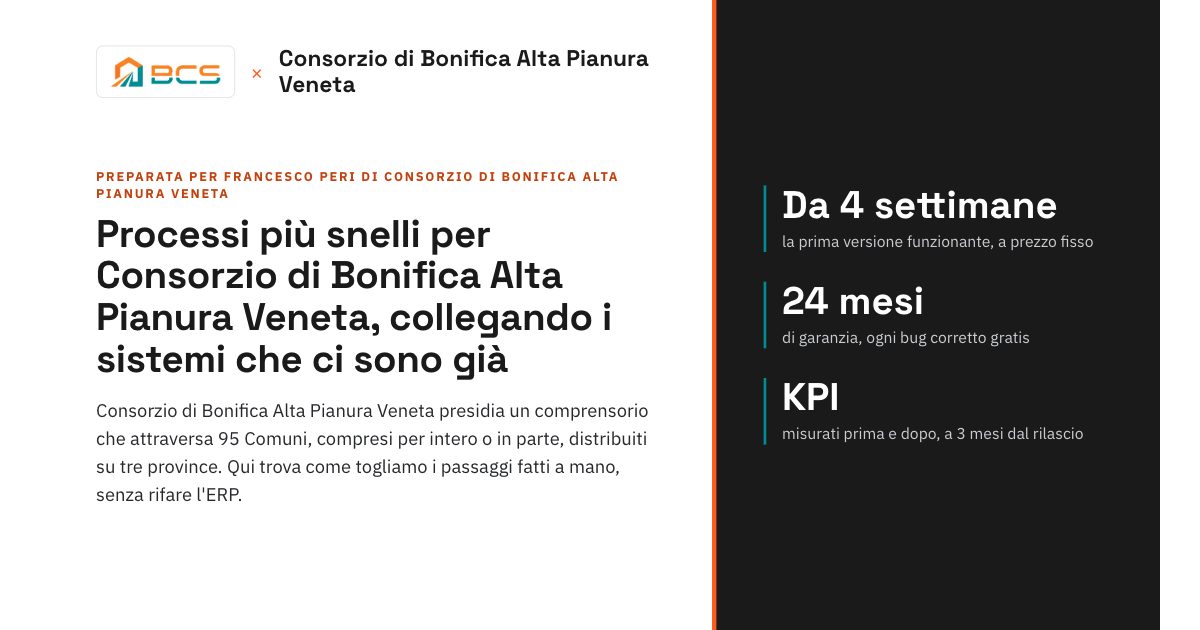 BCS
×
Consorzio di Bonifica Alta Pianura
Veneta
PREPARATA PER FRANCESCO PERI DI CONSORZIO DI BONIFICA ALTA
PIANURA VENETA
Processi più snelli per
Consorzio di Bonifica Alta
Pianura Veneta, collegando i
sistemi che ci sono già
Consorzio di Bonifica Alta Pianura Veneta presidia un comprensorio
che attraversa 95 Comuni, compresi per intero o in parte, distribuiti
su tre province. Qui trova come togliamo i passaggi fatti a mano,
senza rifare l'ERP.
Da 4 settimane
la prima versione funzionante, a prezzo fisso
24 mesi
di garanzia, ogni bug corretto gratis
KPI
misurati prima e dopo, a 3 mesi dal rilascio